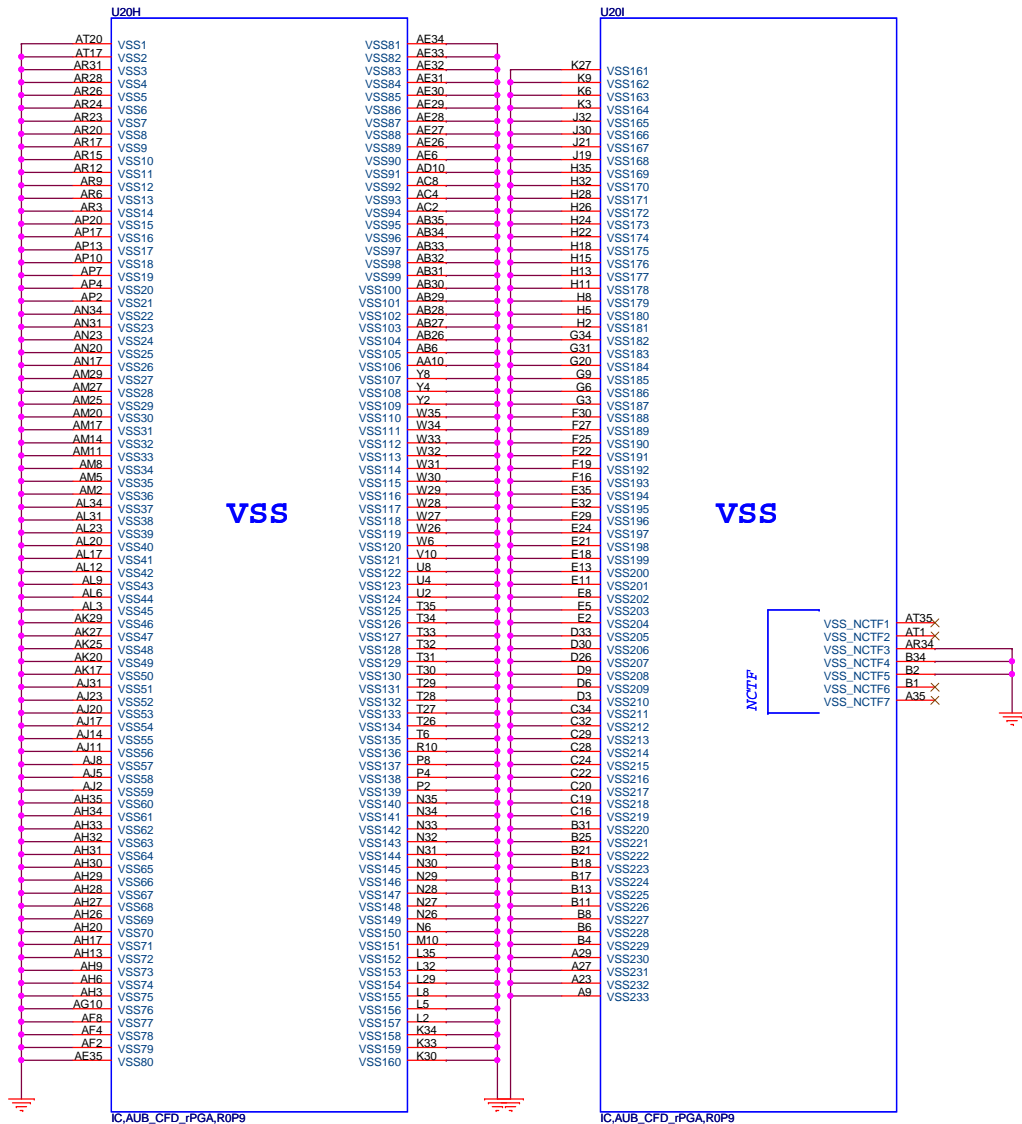 U20H
AT20 VSS1
AT17 VSS2
AR31 VSS3
AR28 VSS4
AR26 VSS5
AR24 VSS6
AR23 VSS7
AR20 VSS8
AR17 VSS9
AR15 VSS10
AR12 VSS11
AR9 VSS12
AR6 VSS13
AR3 VSS14
AP20 VSS15
AP17 VSS16
AP13 VSS17
AP10 VSS18
AP7 VSS19
AP4 VSS20
AP2 VSS21
AN34 VSS22
AN31 VSS23
AN23 VSS24
AN20 VSS25
AN17 VSS26
AM29 VSS27
AM27 VSS28
AM25 VSS29
AM20 VSS30
AM17 VSS31
AM14 VSS32
AM11 VSS33
AM8 VSS34
AM5 VSS35
AM2 VSS36
AL34 VSS37
AL31 VSS38
AL23 VSS39
AL20 VSS40
AL17 VSS41
AL12 VSS42
AL9 VSS43
AL6 VSS44
AL3 VSS45
AK29 VSS46
AK27 VSS47
AK25 VSS48
AK20 VSS49
AK17 VSS50
AJ31 VSS51
AJ23 VSS52
AJ20 VSS53
AJ17 VSS54
AJ14 VSS55
AJ11 VSS56
AJ8 VSS57
AJ5 VSS58
AJ2 VSS59
AH35 VSS60
AH34 VSS61
AH33 VSS62
AH32 VSS63
AH31 VSS64
AH30 VSS65
AH29 VSS66
AH28 VSS67
AH27 VSS68
AH26 VSS69
AH20 VSS70
AH17 VSS71
AH13 VSS72
AH9 VSS73
AH6 VSS74
AH3 VSS75
AG10 VSS76
AF8 VSS77
AF4 VSS78
AF2 VSS79
AE35 VSS80
VSS
VSS81 AE34
VSS82 AE33
VSS83 AE32
VSS84 AE31
VSS85 AE30
VSS86 AE29
VSS87 AE28
VSS88 AE27
VSS89 AE26
VSS90 AE6
VSS91 AD10
VSS92 AC8
VSS93 AC4
VSS94 AC2
VSS95 AB35
VSS96 AB34
VSS97 AB33
VSS98 AB32
VSS99 AB31
VSS100 AB30
VSS101 AB29
VSS102 AB28
VSS103 AB27
VSS104 AB26
VSS105 AB6
VSS106 AA10
VSS107 Y8
VSS108 Y4
VSS109 Y2
VSS110 W35
VSS111 W34
VSS112 W33
VSS113 W32
VSS114 W31
VSS115 W30
VSS116 W29
VSS117 W28
VSS118 W27
VSS119 W26
VSS120 W6
VSS121 V10
VSS122 U8
VSS123 U4
VSS124 U2
VSS125 T35
VSS126 T34
VSS127 T33
VSS128 T32
VSS129 T31
VSS130 T30
VSS131 T29
VSS132 T28
VSS133 T27
VSS134 T26
VSS135 T6
VSS136 R10
VSS137 P8
VSS138 P4
VSS139 P2
VSS140 N35
VSS141 N34
VSS142 N33
VSS143 N32
VSS144 N31
VSS145 N30
VSS146 N29
VSS147 N28
VSS148 N27
VSS149 N26
VSS150 N6
VSS151 M10
VSS152 L35
VSS153 L32
VSS154 L29
VSS155 L8
VSS156 L5
VSS157 L2
VSS158 K34
VSS159 K33
VSS160 K30
IC,AUB_CFD_rPGA,R0P9
U20I
K27 VSS161
K9 VSS162
K6 VSS163
K3 VSS164
J32 VSS165
J30 VSS166
J21 VSS167
J19 VSS168
H35 VSS169
H32 VSS170
H28 VSS171
H26 VSS172
H24 VSS173
H22 VSS174
H18 VSS175
H15 VSS176
H13 VSS177
H11 VSS178
H8 VSS179
H5 VSS180
H2 VSS181
G34 VSS182
G31 VSS183
G20 VSS184
G9 VSS185
G6 VSS186
G3 VSS187
F30 VSS188
F27 VSS189
F25 VSS190
F22 VSS191
F19 VSS192
F16 VSS193
E35 VSS194
E32 VSS195
E29 VSS196
E24 VSS197
E21 VSS198
E18 VSS199
E13 VSS200
E11 VSS201
E8 VSS202
E5 VSS203
E2 VSS204
D33 VSS205
D30 VSS206
D26 VSS207
D9 VSS208
D6 VSS209
D3 VSS210
C34 VSS211
C32 VSS212
C29 VSS213
C28 VSS214
C24 VSS215
C22 VSS216
C20 VSS217
C19 VSS218
C16 VSS219
B31 VSS220
B25 VSS221
B21 VSS222
B18 VSS223
B17 VSS224
B13 VSS225
B11 VSS226
B8 VSS227
B6 VSS228
B4 VSS229
A29 VSS230
A27 VSS231
A23 VSS232
A9 VSS233
VSS
NCTF
VSS_NCTF1 AT35
VSS_NCTF2 AT1
VSS_NCTF3 AR34
VSS_NCTF4 B34
VSS_NCTF5 B2
VSS_NCTF6 B1
VSS_NCTF7 A35
IC,AUB_CFD_rPGA,R0P9